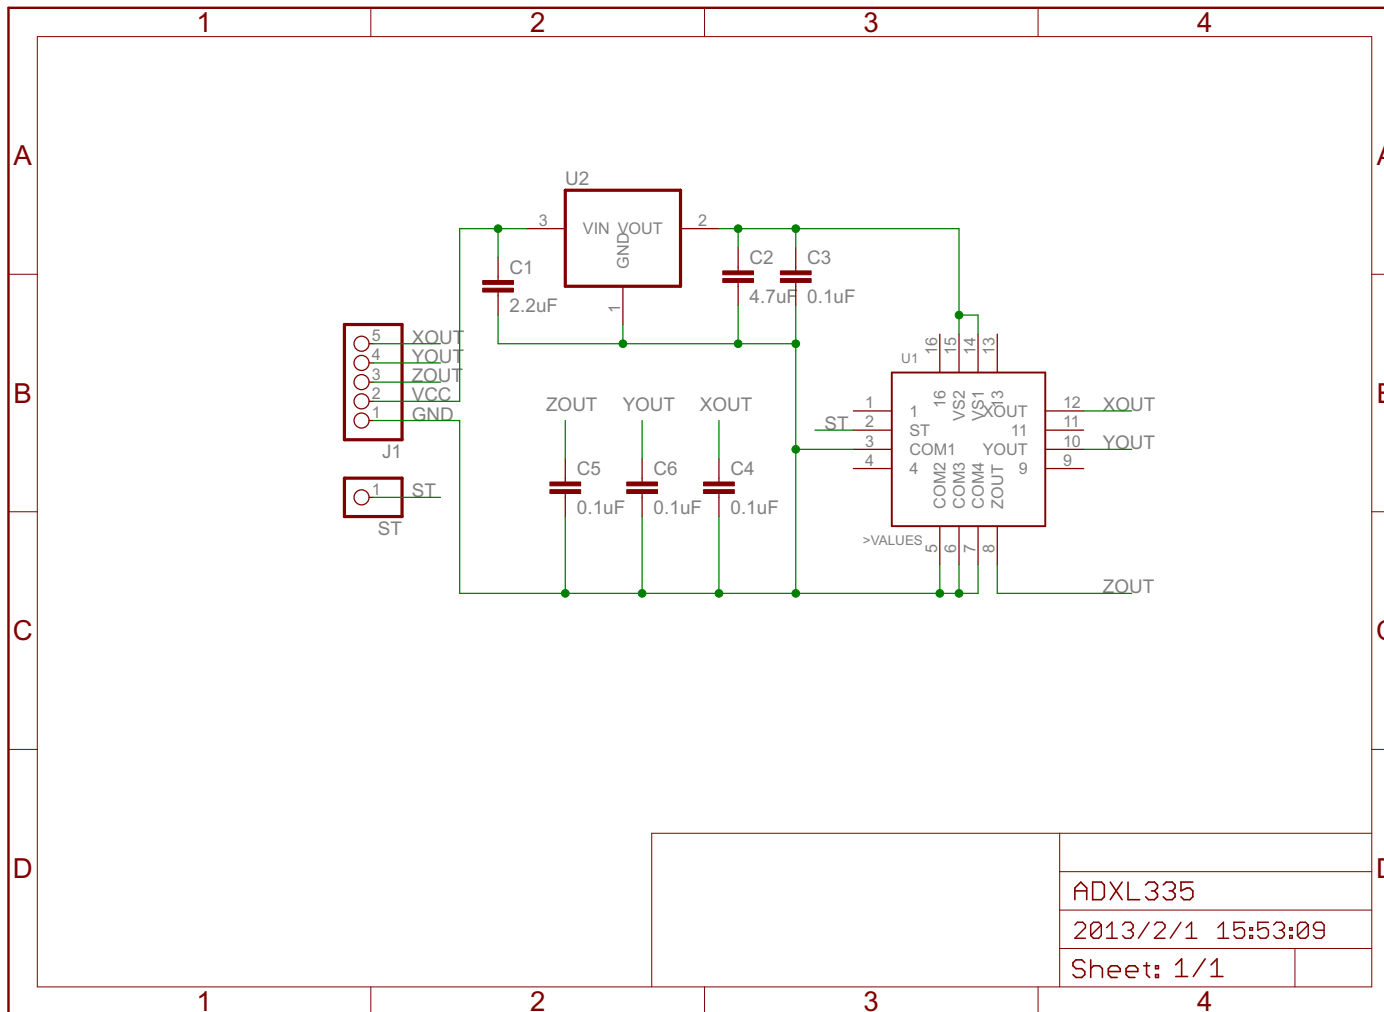 1 2 3 4
A A
U2
3 VIN VOUT 2
GND
1
C1
2.2uF
C2
4.7uF
C3
0.1uF
5 XOUT
4 YOUT
3 ZOUT
2 VCC
1 GND
J1
1 ST
ST
B B
ZOUT YOUT XOUT
C5
0.1uF
C6
0.1uF
C4
0.1uF
U1
16 15 14 13
16 VS2 VS1 13
1 1 XOUT 12 XOUT
ST 2 ST 11 11
3 COM1 YOUT 10 YOUT
4 4 9 9
COM2 COM3 COM4 ZOUT
>VALUES
5 6 7 8
ZOUT
C C
D D
ADXL335
2013/2/1 15:53:09
Sheet: 1/1
1 2 3 4